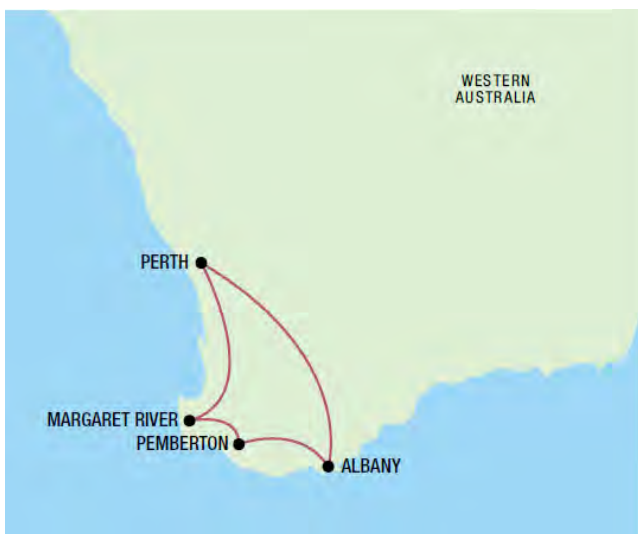 WESTERN
AUSTRALIA
PERTH
MARGARET RIVER
PEMBERTON
ALBANY